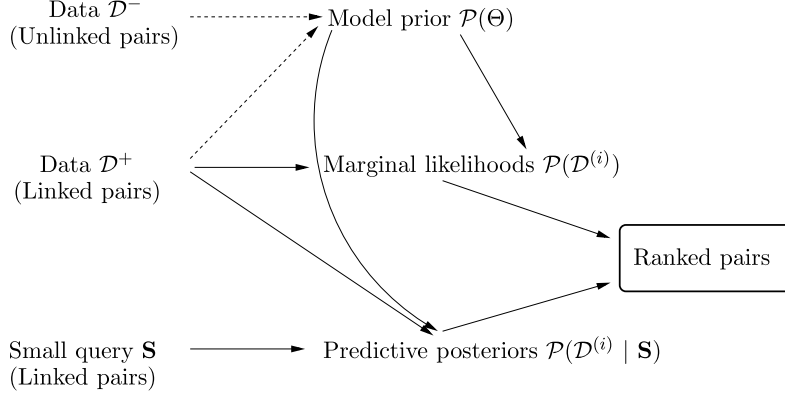 Data 𝒟⁻
(Unlinked pairs)
Model prior 𝒫(Θ)
Data 𝒟⁺
(Linked pairs)
Marginal likelihoods 𝒫(𝒟⁽ⁱ⁾)
Ranked pairs
Small query 𝐒
(Linked pairs)
Predictive posteriors 𝒫(𝒟⁽ⁱ⁾ | 𝐒)